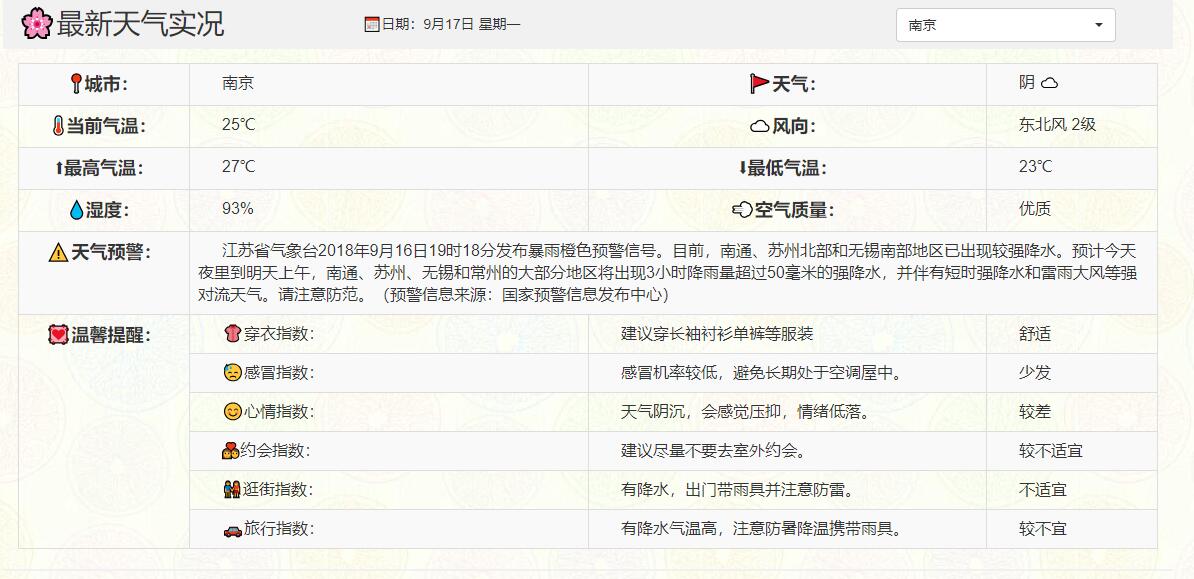 最新天气实况 日期：9月17日 星期一 南京
城市： 南京 天气： 阴
当前气温： 25℃ 风向： 东北风 2级
最高气温： 27℃ 最低气温： 23℃
湿度： 93% 空气质量： 优质
天气预警： 江苏省气象台2018年9月16日19时18分发布暴雨橙色预警信号。目前，南通、苏州北部和无锡南部地区已出现较强降水。预计今天
夜里到明天上午，南通、苏州、无锡和常州的大部分地区将出现3小时降雨量超过50毫米的强降水，并伴有短时强降水和雷雨大风等强
对流天气。请注意防范。（预警信息来源：国家预警信息发布中心）
温馨提醒： 穿衣指数： 建议穿长袖衬衫单裤等服装 舒适
感冒指数： 感冒机率较低，避免长期处于空调屋中。 少发
心情指数： 天气阴沉，会感觉压抑，情绪低落。 较差
约会指数： 建议尽量不要去室外约会。 较不适宜
逛街指数： 有降水，出门带雨具并注意防雷。 不适宜
旅行指数： 有降水气温高，注意防暑降温携带雨具。 较不宜